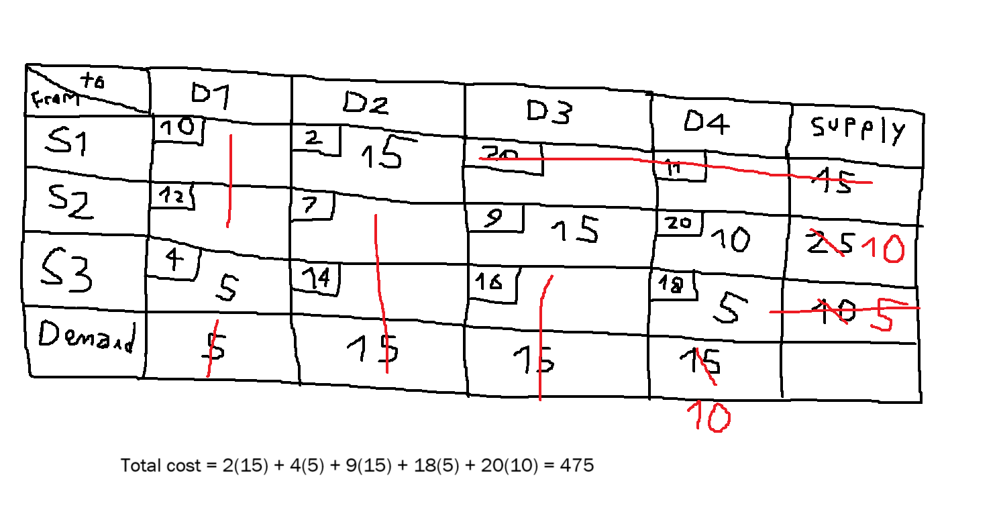 to
From D1 D2 D3 D4 supply
S1 10 2 15 20 11 15
S2 12 7 9 15 20 10 25 10
S3 4 5 14 16 18 5 10 5
Demand 5 15 15 15
10
Total cost = 2(15) + 4(5) + 9(15) + 18(5) + 20(10) = 475